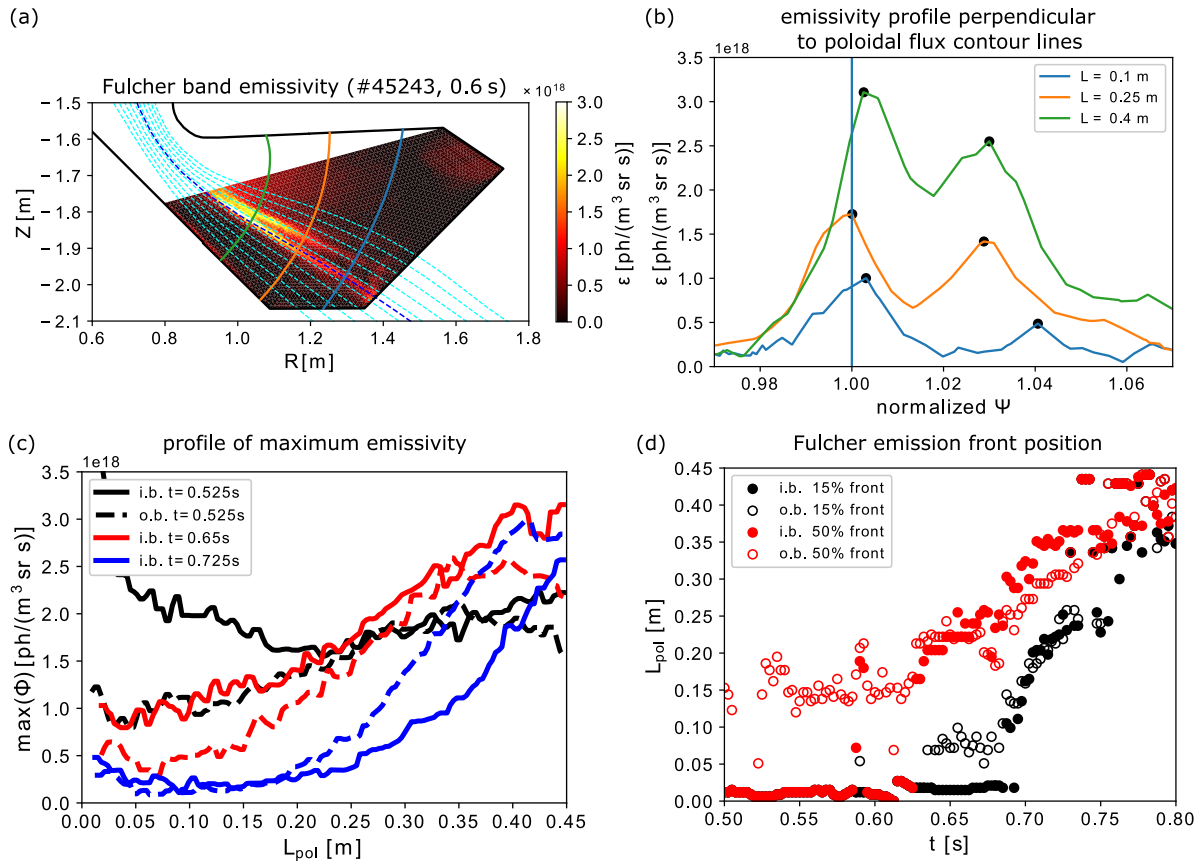 (a)
Fulcher band emissivity (#45243, 0.6 s)
× 10¹⁸
−1.5
−1.6
−1.7
−1.8
−1.9
−2.0
−2.1
Z [m]
0.6
0.8
1.0
1.2
1.4
1.6
1.8
R [m]
3.0
2.5
2.0
1.5
1.0
0.5
0.0
ε [ph/(m³ sr s)]
(b)
emissivity profile perpendicular
to poloidal flux contour lines
1e18
3.5
3.0
2.5
2.0
1.5
1.0
0.5
0.0
ε [ph/(m³ sr s)]
L = 0.1 m
L = 0.25 m
L = 0.4 m
0.98
1.00
1.02
1.04
1.06
normalized Ψ
(c)
profile of maximum emissivity
1e18
3.5
3.0
2.5
2.0
1.5
1.0
0.5
0.0
max(Φ) [ph/(m³ sr s)]
i.b. t= 0.525s
o.b. t= 0.525s
i.b. t= 0.65s
i.b. t= 0.725s
0.00
0.05
0.10
0.15
0.20
0.25
0.30
0.35
0.40
0.45
L_pol [m]
(d)
Fulcher emission front position
0.45
0.40
0.35
0.30
0.25
0.20
0.15
0.10
0.05
0.00
L_pol [m]
i.b. 15% front
o.b. 15% front
i.b. 50% front
o.b. 50% front
0.50
0.55
0.60
0.65
0.70
0.75
0.80
t [s]